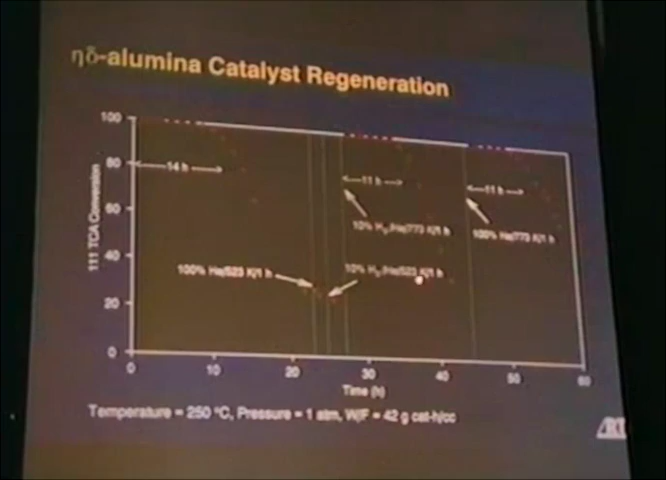 ηδ-alumina Catalyst Regeneration
111 TCA Conversion
100
80
60
40
20
0
14 h
11 h
11 h
10% H₂/He/773 K/1 h
100% He/773 K/1 h
100% He/523 K/1 h
10% H₂/He/523 K/1 h
0
10
20
30
40
50
60
Time (h)
Temperature = 250 °C, Pressure = 1 atm, W/F = 42 g cat-h/cc